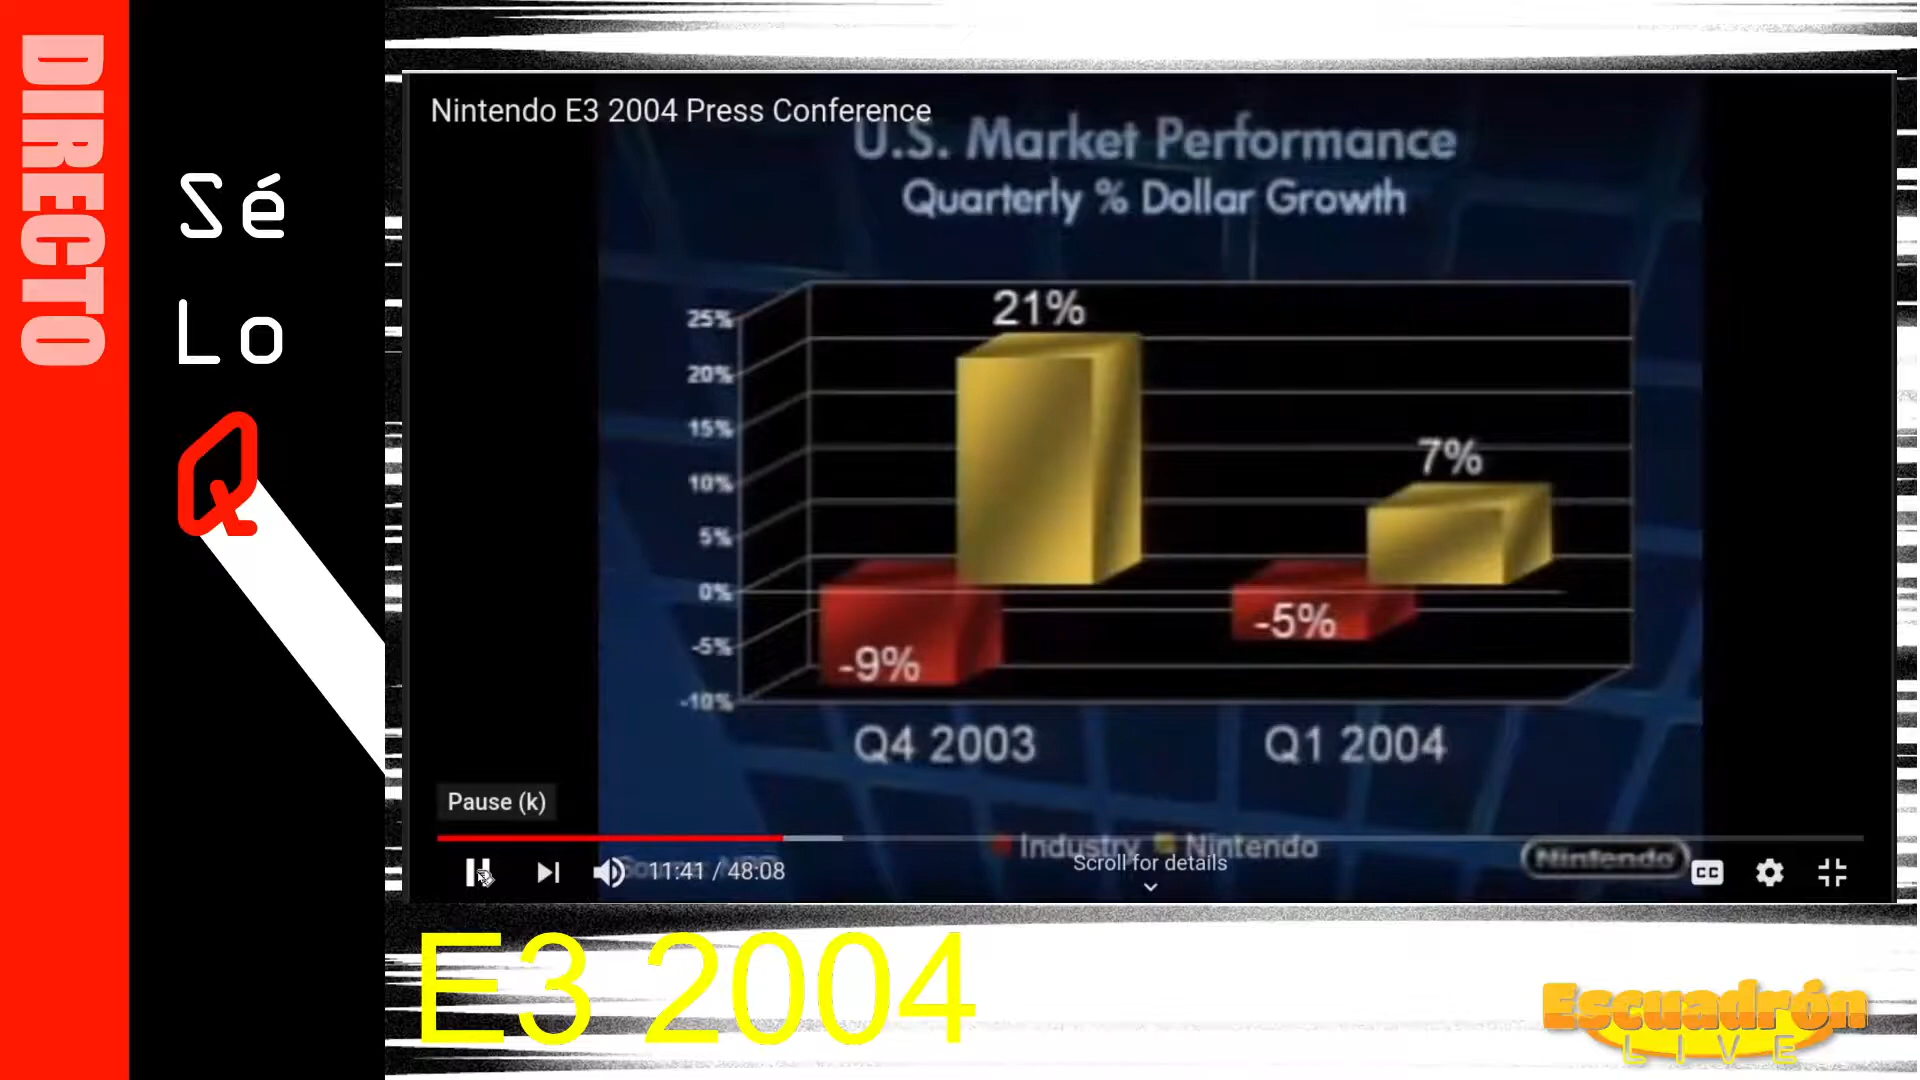 DIRECTO
Sé
Lo
Q
Nintendo E3 2004 Press Conference
U.S. Market Performance
Quarterly % Dollar Growth
25%
20%
15%
10%
5%
0%
-5%
-10%
21%
7%
-9%
-5%
Q4 2003
Q1 2004
Pause (k)
Industry
Nintendo
Nintendo
11:41 / 48:08
Scroll for details
CC
E3 2004
Escuadrón
LIVE